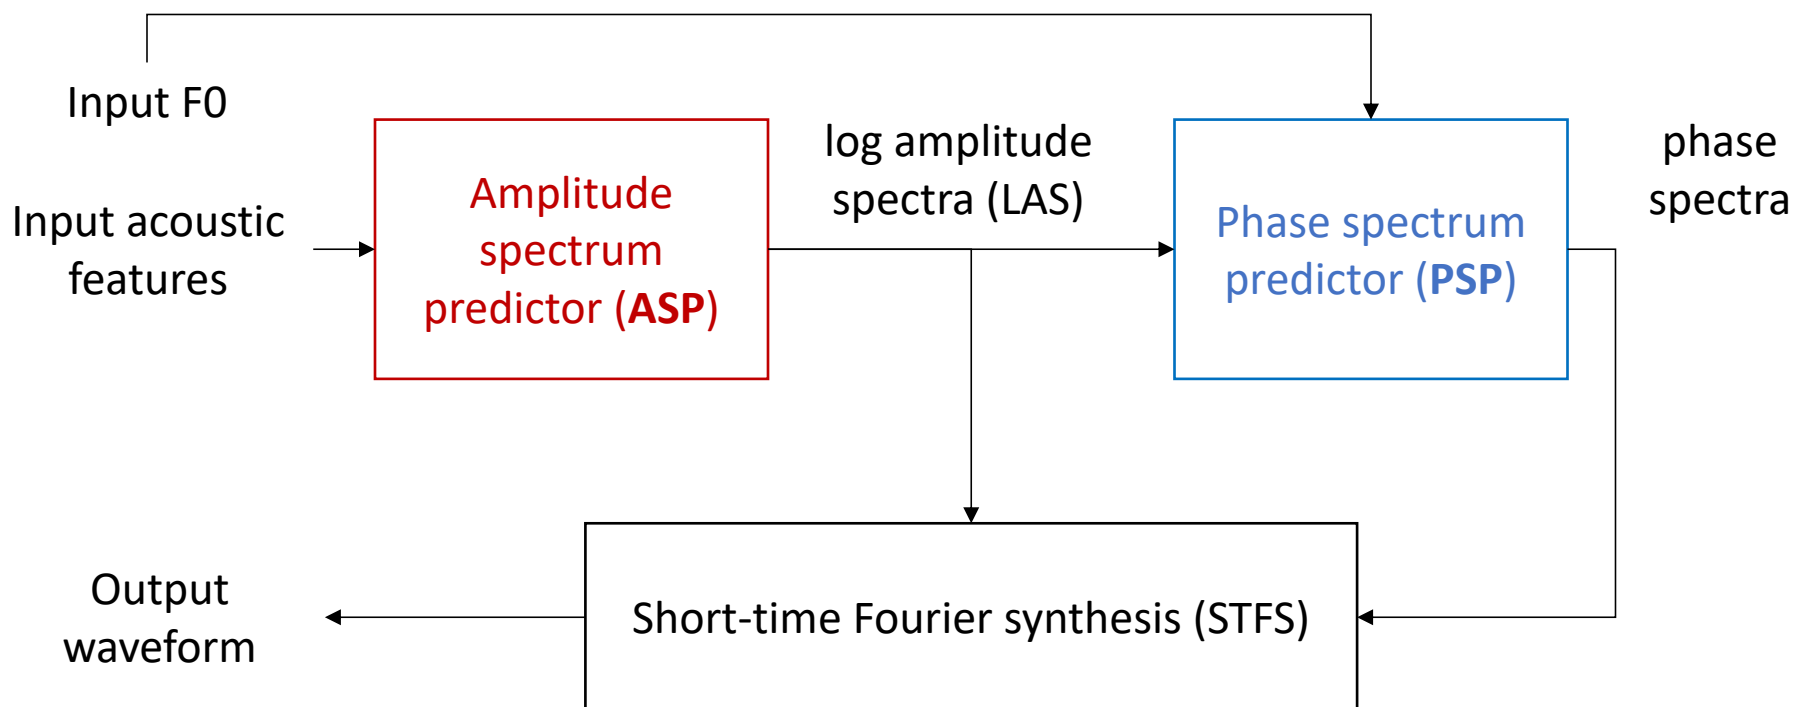 Input F0
Input acoustic
features
Amplitude
spectrum
predictor (ASP)
log amplitude
spectra (LAS)
Phase spectrum
predictor (PSP)
phase
spectra
Short-time Fourier synthesis (STFS)
Output
waveform